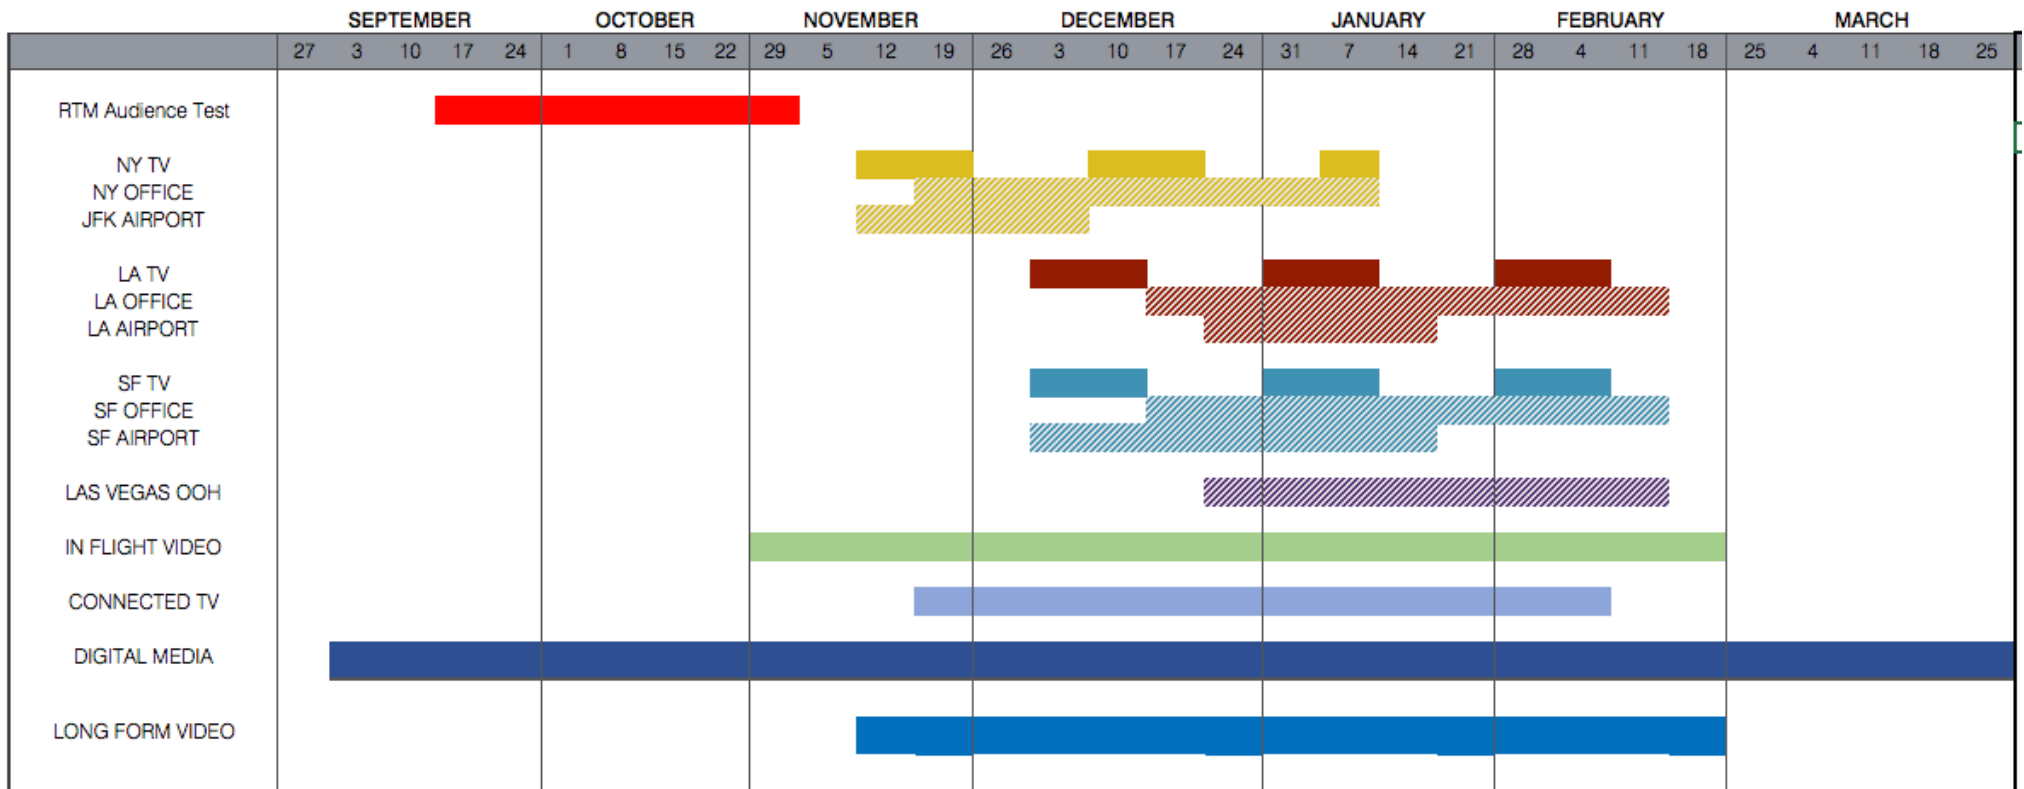 SEPTEMBER OCTOBER NOVEMBER DECEMBER JANUARY FEBRUARY MARCH
27 3 10 17 24 1 8 15 22 29 5 12 19 26 3 10 17 24 31 7 14 21 28 4 11 18 25 4 11 18 25
RTM Audience Test
NY TV
NY OFFICE
JFK AIRPORT
LA TV
LA OFFICE
LA AIRPORT
SF TV
SF OFFICE
SF AIRPORT
LAS VEGAS OOH
IN FLIGHT VIDEO
CONNECTED TV
DIGITAL MEDIA
LONG FORM VIDEO